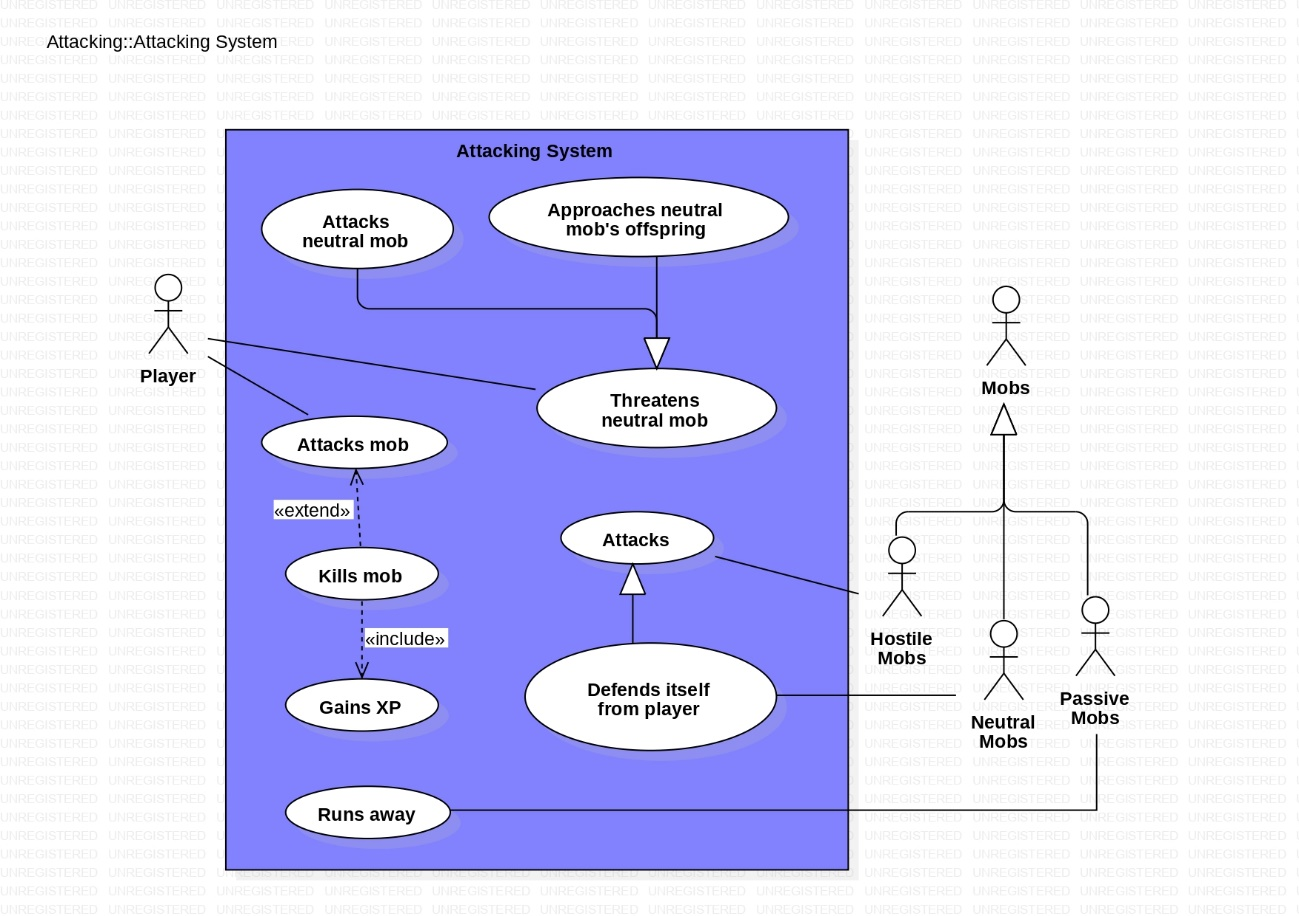 Attacking::Attacking System
Attacking System
Attacks
neutral mob
Approaches neutral
mob's offspring
Player
Threatens
neutral mob
Mobs
Attacks mob
«extend»
Attacks
Kills mob
Hostile
Mobs
«include»
Gains XP
Defends itself
from player
Neutral
Mobs
Passive
Mobs
Runs away
UNREGISTERED